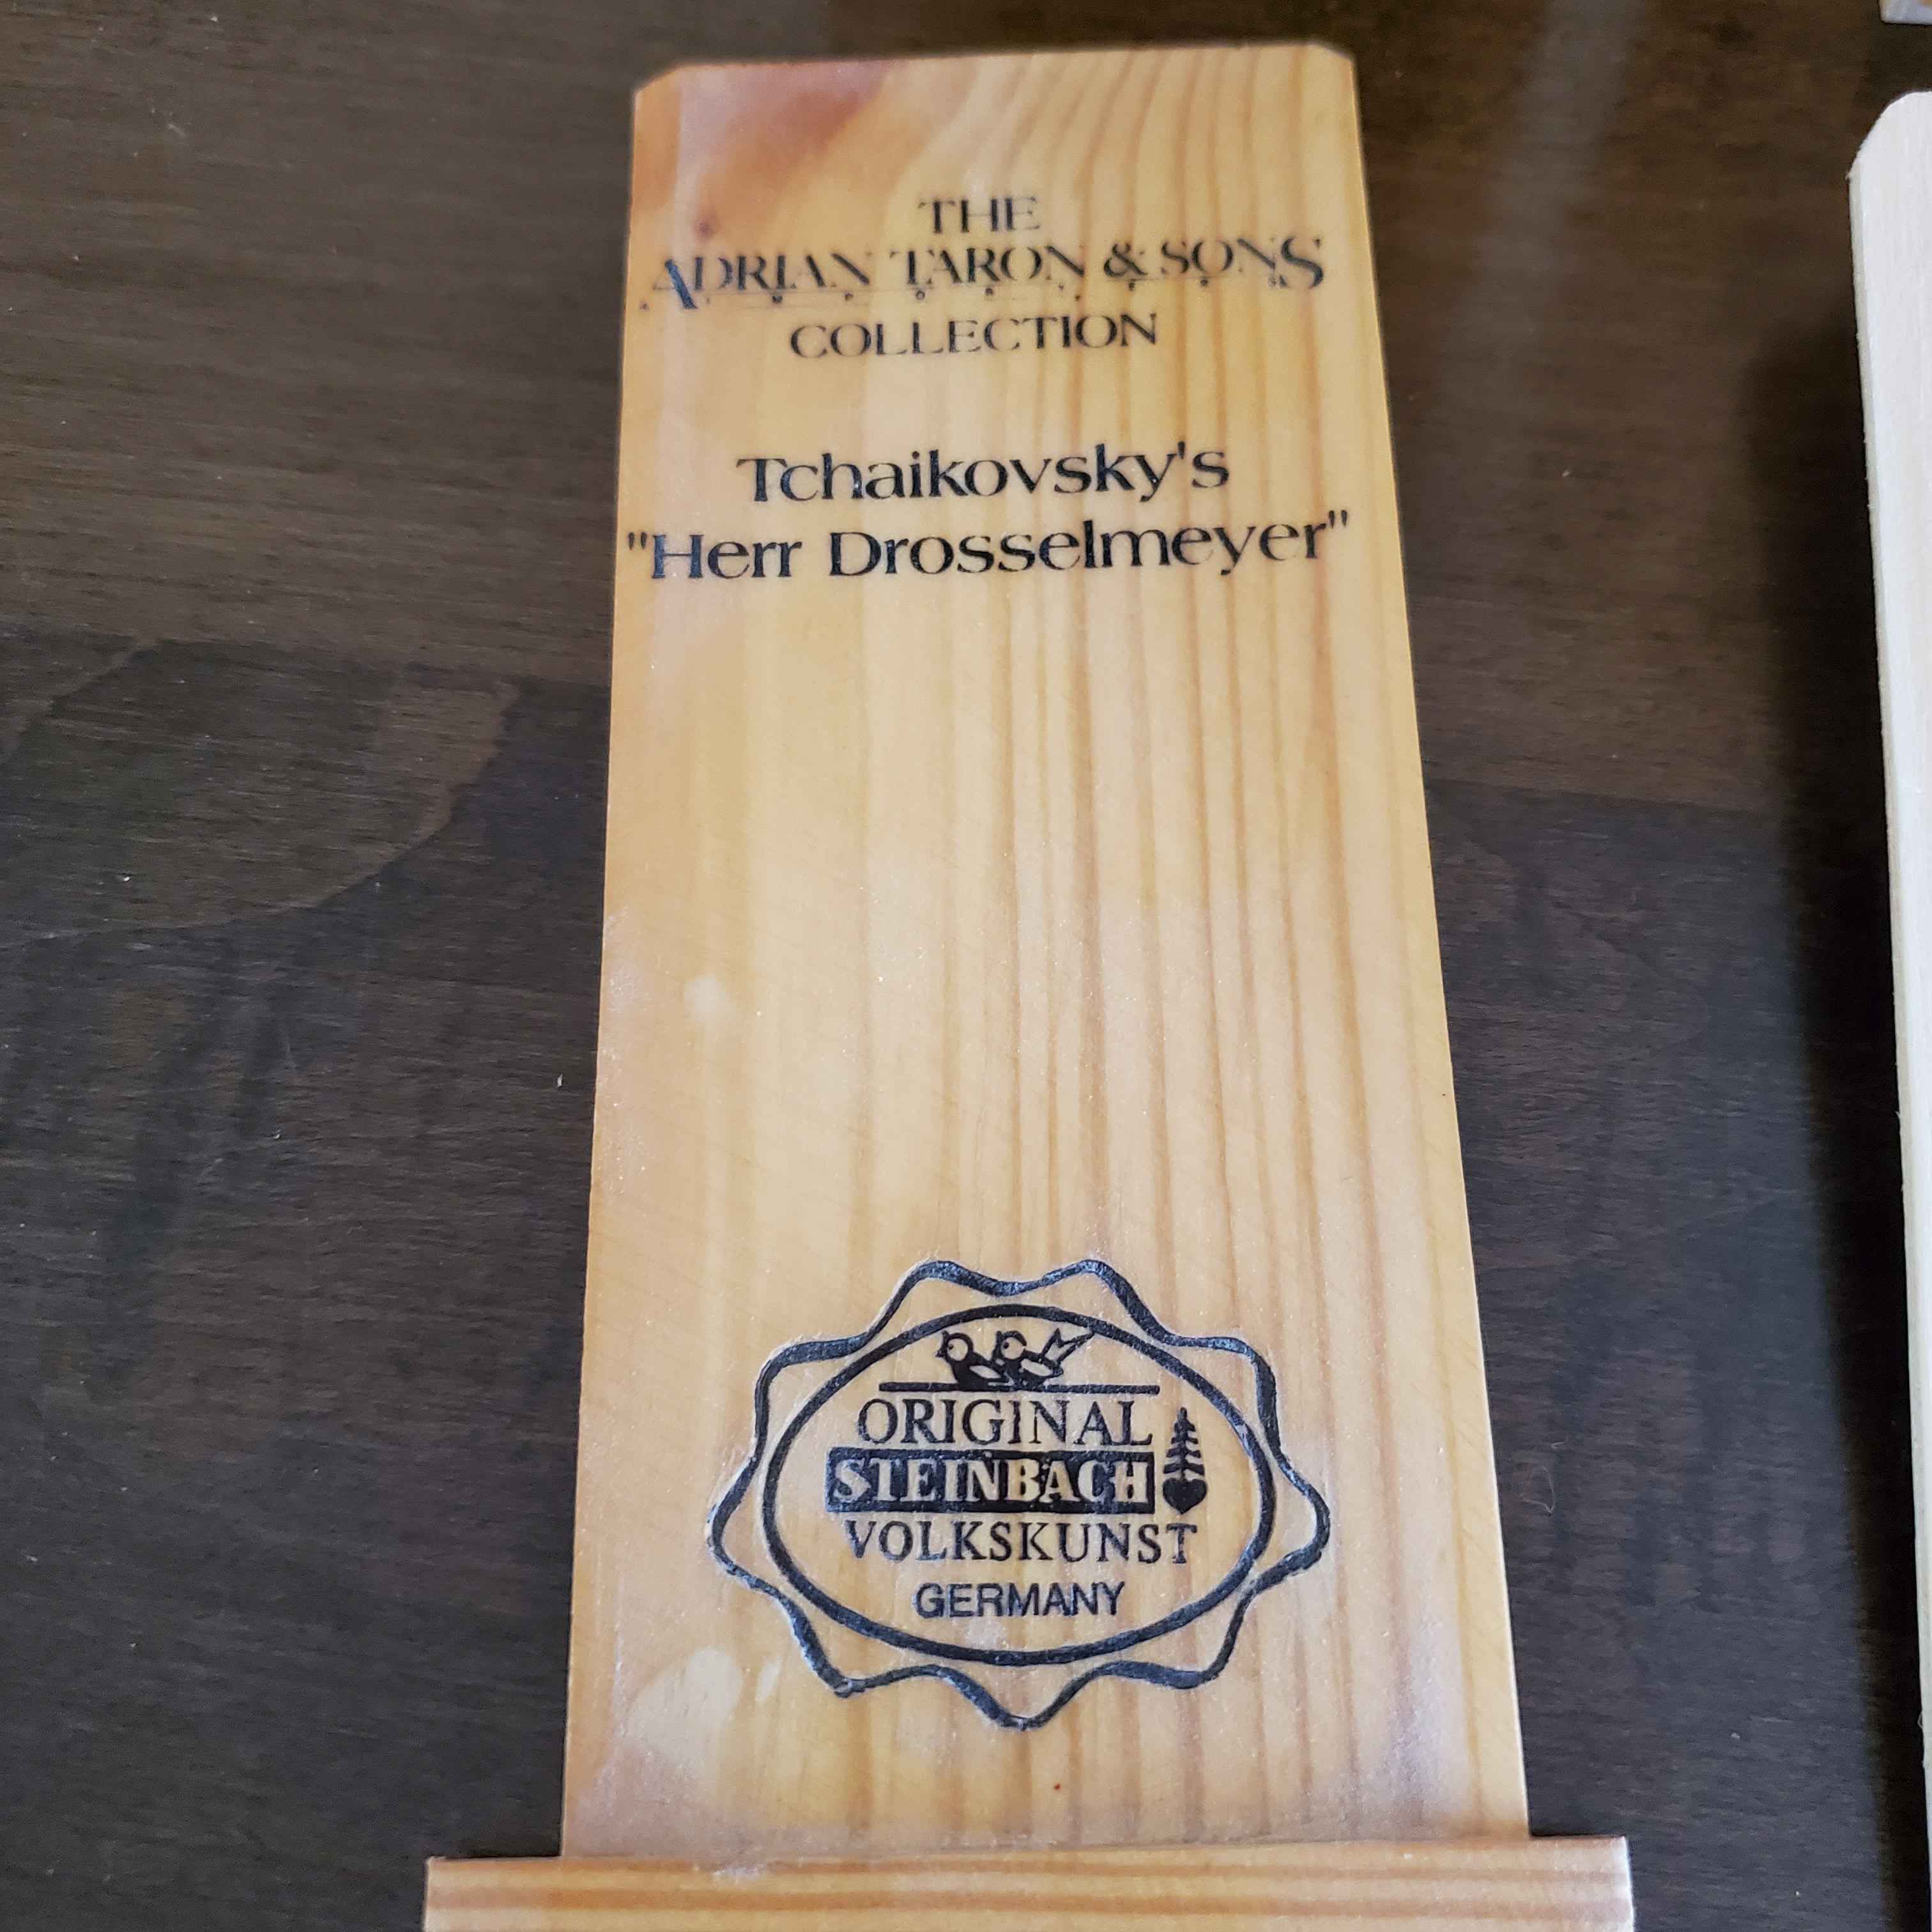 THE
ADRIAN TARON & SONS
COLLECTION
Tchaikovsky's
"Herr Drosselmeyer"
ORIGINAL
STEINBACH
VOLKSKUNST
GERMANY